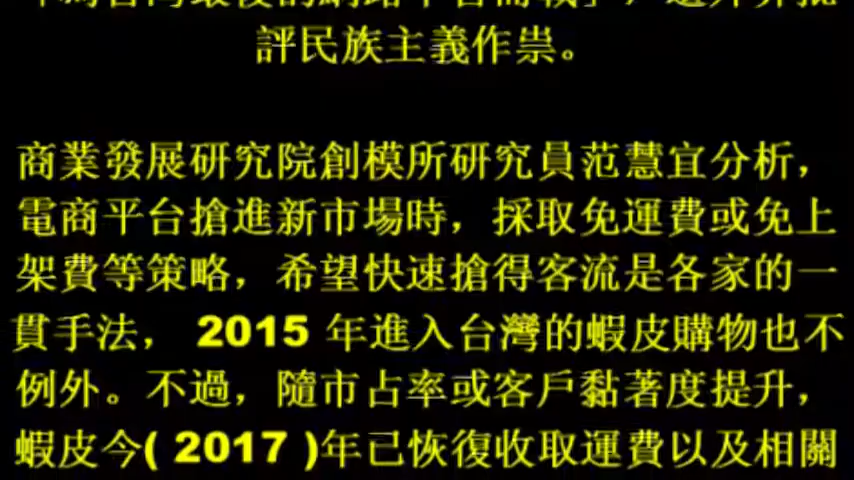 評民族主義作祟。
商業發展研究院創模所研究員范慧宜分析，
電商平台搶進新市場時，採取免運費或免上
架費等策略，希望快速搶得客流是各家的一
貫手法， 2015 年進入台灣的蝦皮購物也不
例外。不過，隨市占率或客戶黏著度提升，
蝦皮今( 2017 )年已恢復收取運費以及相關